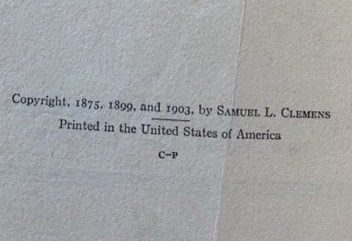 Copyright, 1875, 1899, and 1903, by SAMUEL L. CLEMENS
Printed in the United States of America
C-P